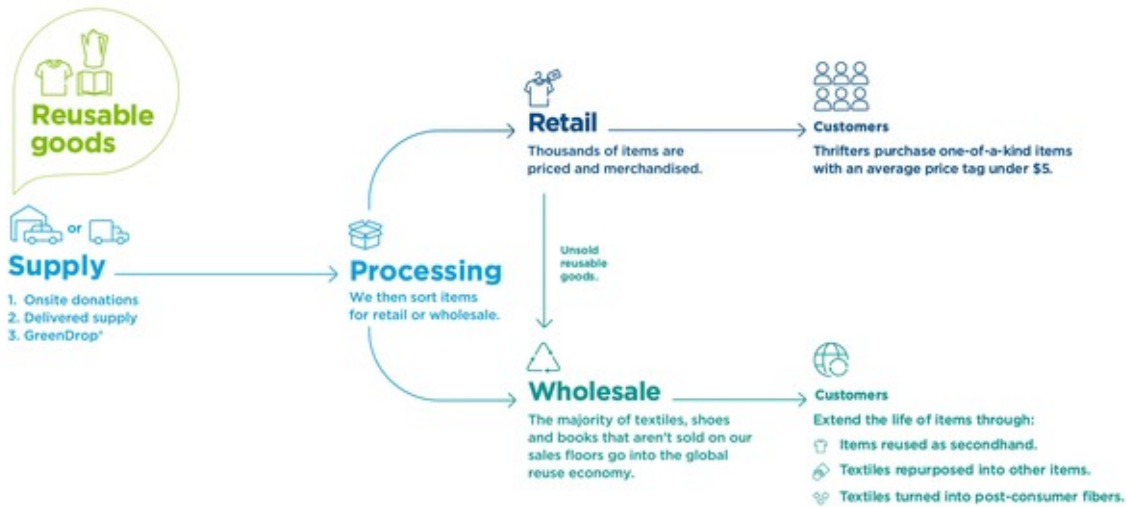 Reusable
goods
or
Supply
1. Onsite donations
2. Delivered supply
3. GreenDrop®
Processing
We then sort items
for retail or wholesale.
Retail
Thousands of items are
priced and merchandised.
Customers
Thrifters purchase one-of-a-kind items
with an average price tag under $5.
Unsold
reusable
goods.
Wholesale
The majority of textiles, shoes
and books that aren't sold on our
sales floors go into the global
reuse economy.
Customers
Extend the life of items through:
Items reused as secondhand.
Textiles repurposed into other items.
Textiles turned into post-consumer fibers.